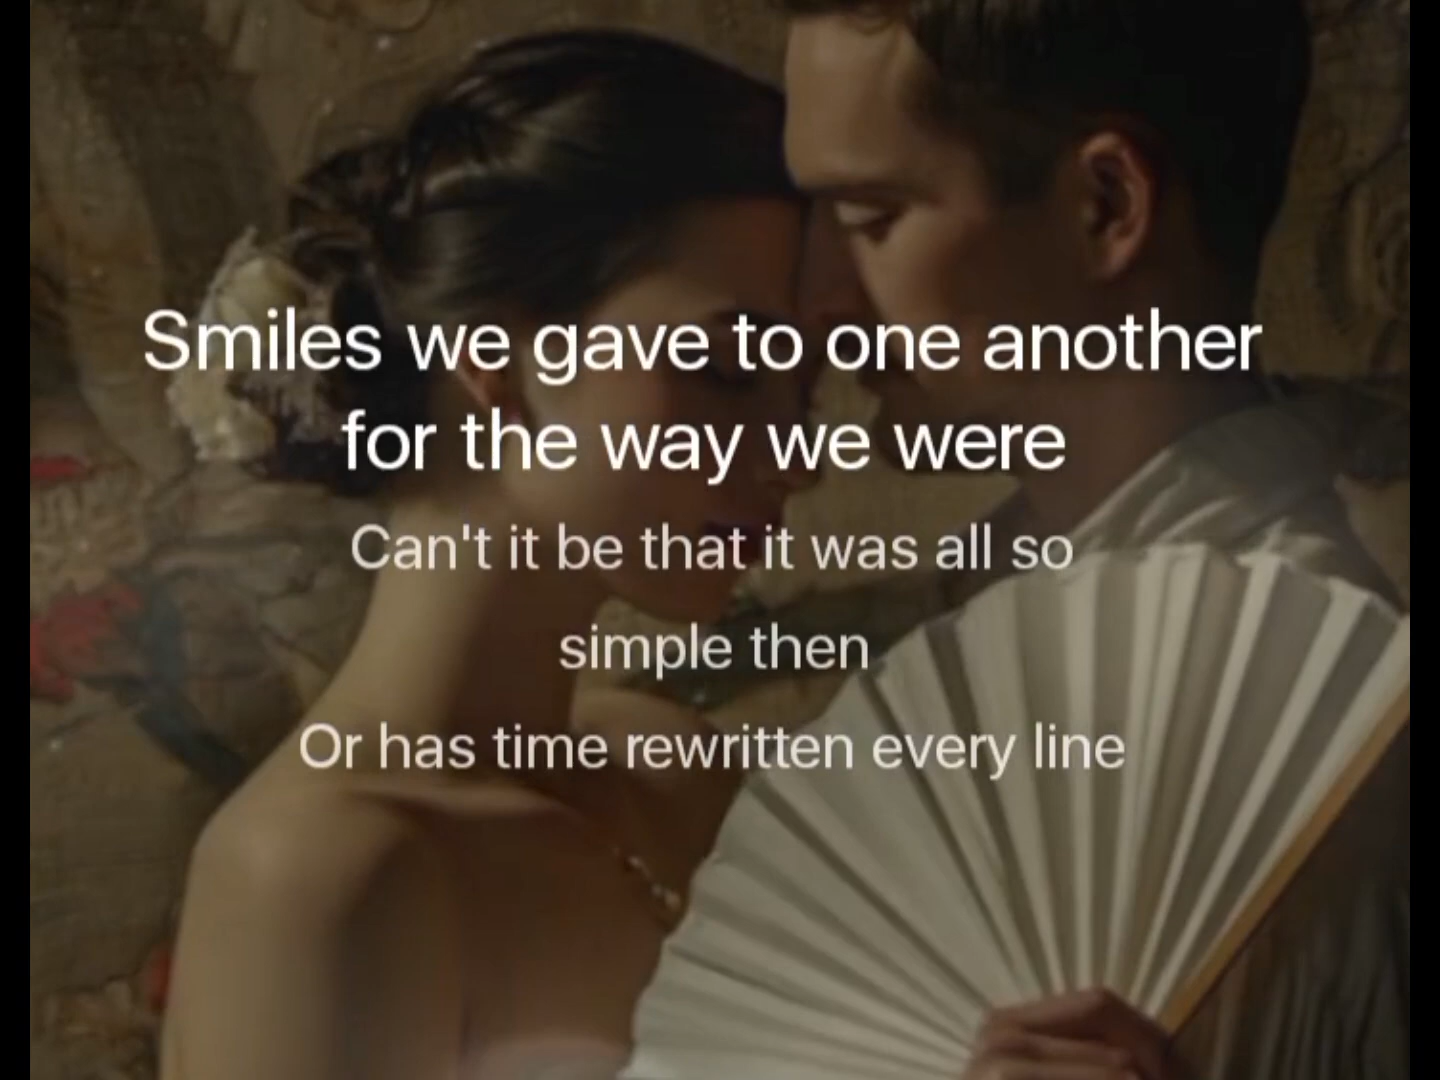 Smiles we gave to one another
for the way we were
Can't it be that it was all so
simple then
Or has time rewritten every line